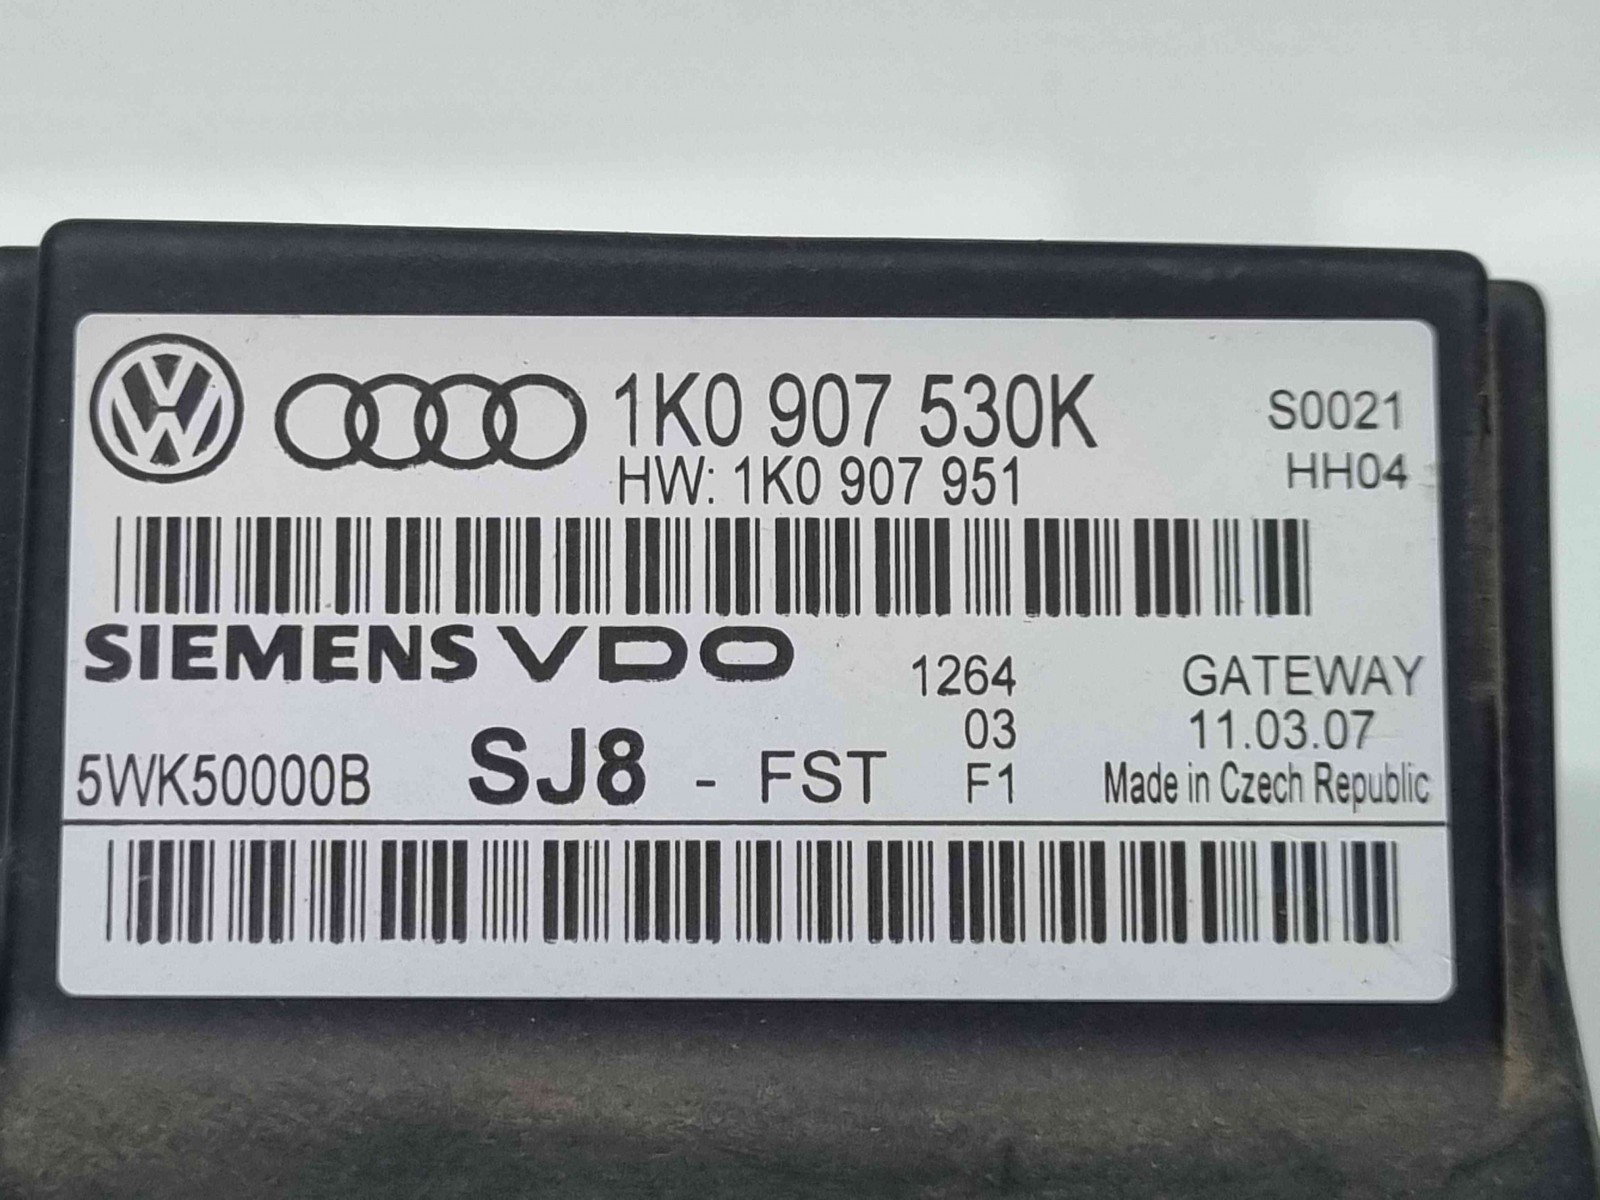 1K0 907 530K S0021
HW: 1K0 907 951 HH04
SIEMENS VDO
1264 GATEWAY
03 11.03.07
5WK50000B SJ8 - FST F1 Made in Czech Republic